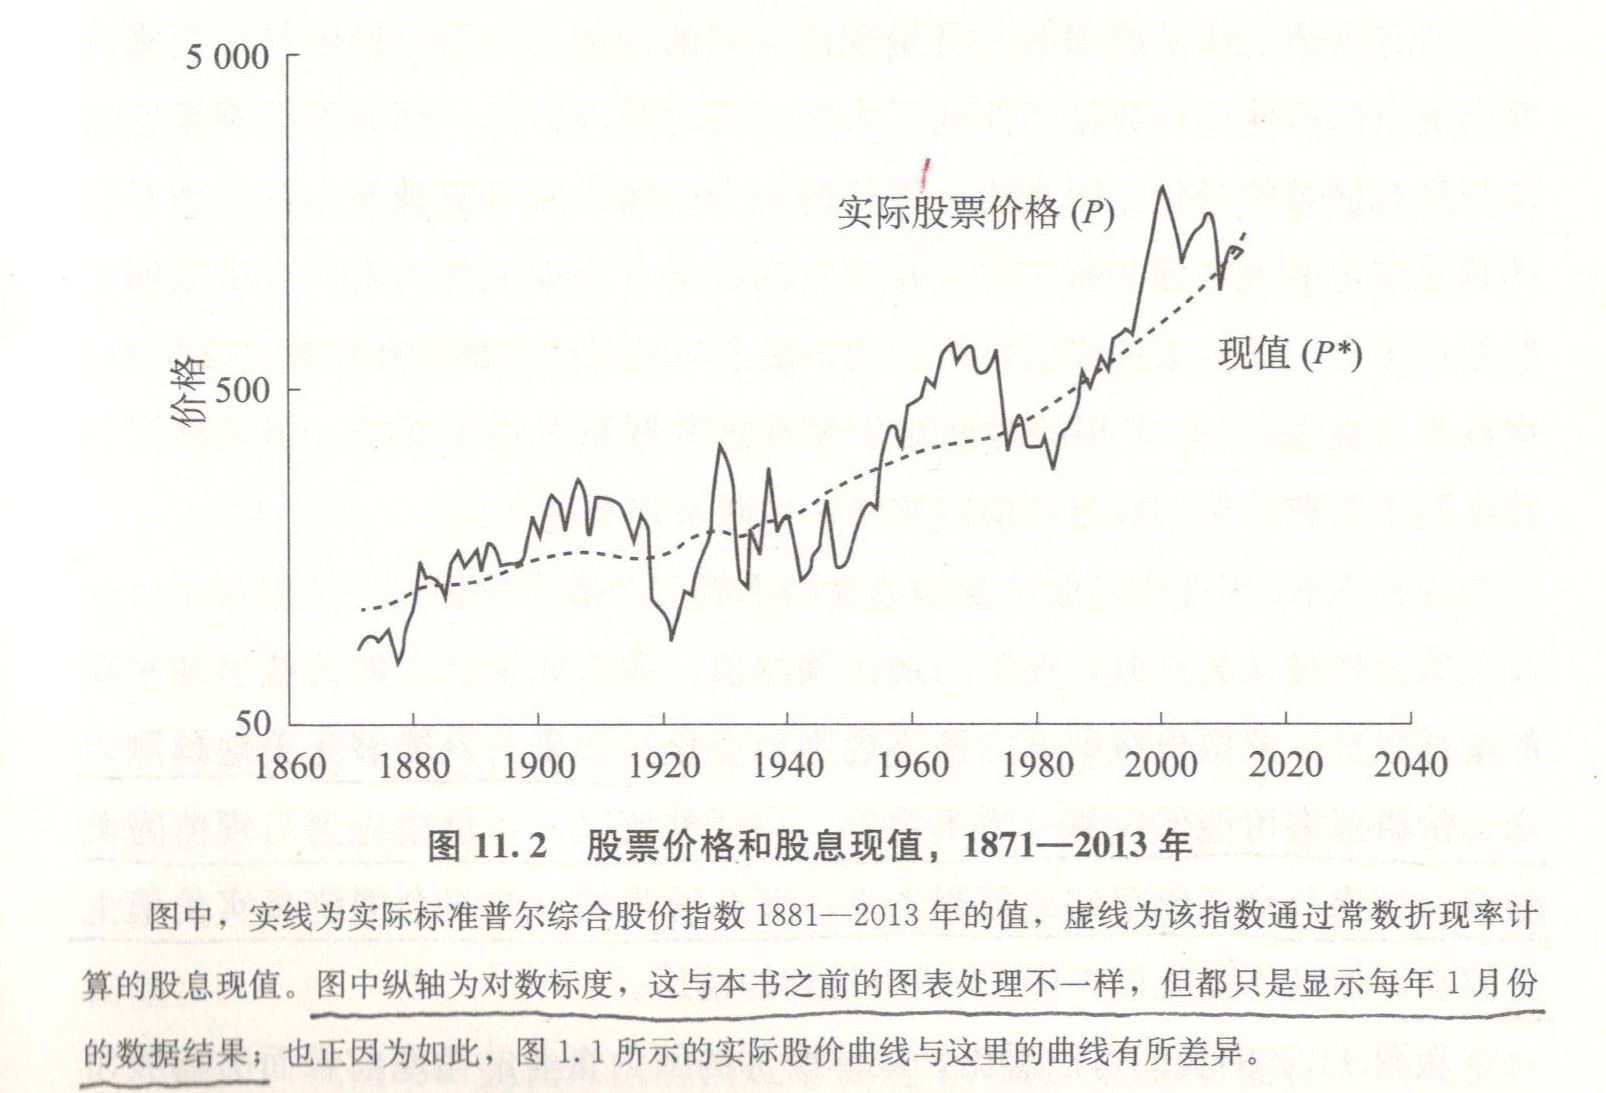 5 000
实际股票价格 (P)
现值 (P*)
价格
500
50
1860 1880 1900 1920 1940 1960 1980 2000 2020 2040
图 11.2 股票价格和股息现值，1871—2013 年
图中，实线为实际标准普尔综合股价指数 1881—2013 年的值，虚线为该指数通过常数折现率计
算的股息现值。图中纵轴为对数标度，这与本书之前的图表处理不一样，但都只是显示每年 1 月份
的数据结果；也正因为如此，图 1.1 所示的实际股价曲线与这里的曲线有所差异。